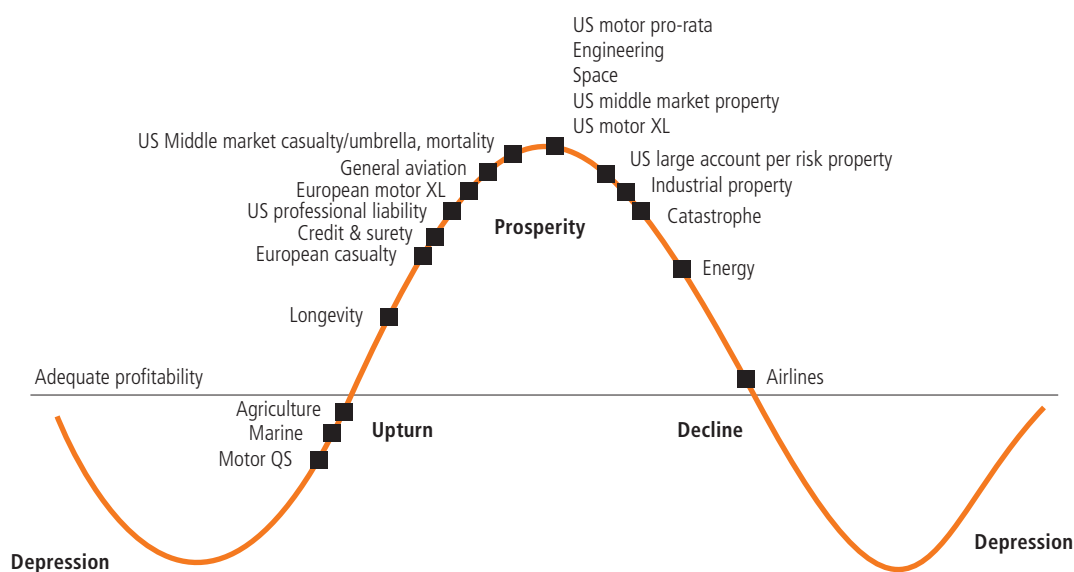 US motor pro-rata
Engineering
Space
US middle market property
US motor XL
US Middle market casualty/umbrella, mortality
General aviation
European motor XL
US professional liability
Credit & surety
European casualty
Longevity
US large account per risk property
Industrial property
Catastrophe
Prosperity
Energy
Adequate profitability
Airlines
Agriculture
Marine
Motor QS
Upturn
Decline
Depression
Depression